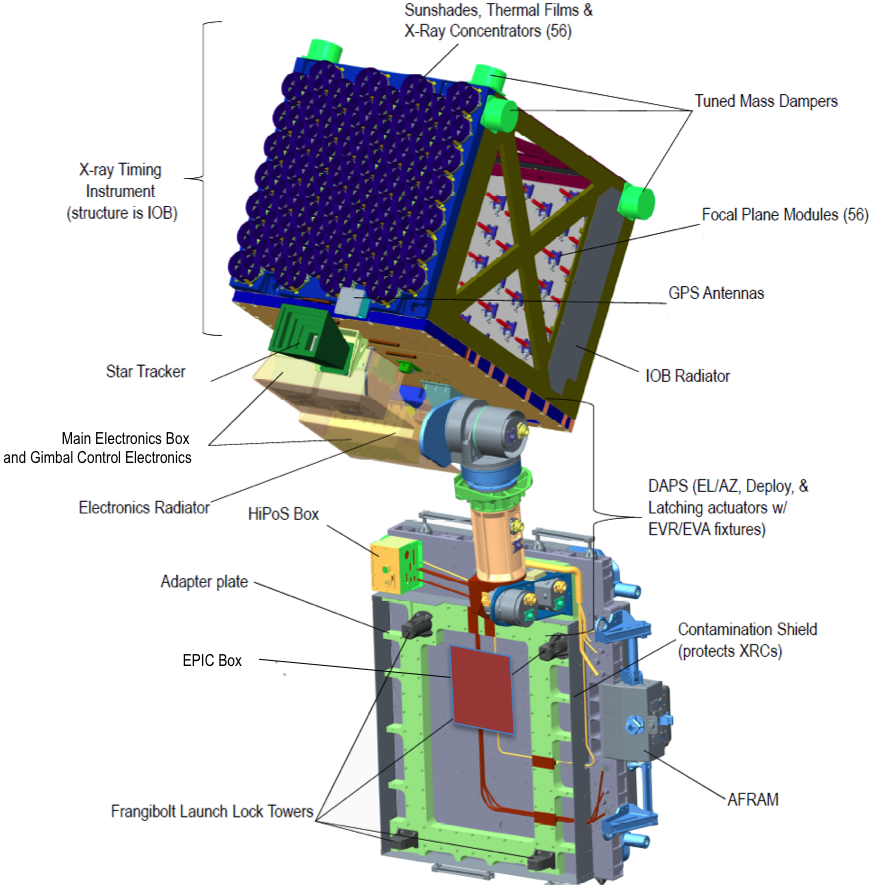 Sunshades, Thermal Films &
X-Ray Concentrators (56)
Tuned Mass Dampers
X-ray Timing
Instrument
(structure is IOB)
Focal Plane Modules (56)
GPS Antennas
Star Tracker
IOB Radiator
Main Electronics Box
and Gimbal Control Electronics
Electronics Radiator
DAPS (EL/AZ, Deploy, &
Latching actuators w/
EVR/EVA fixtures)
HiPoS Box
Adapter plate
Contamination Shield
(protects XRCs)
EPIC Box
AFRAM
Frangibolt Launch Lock Towers